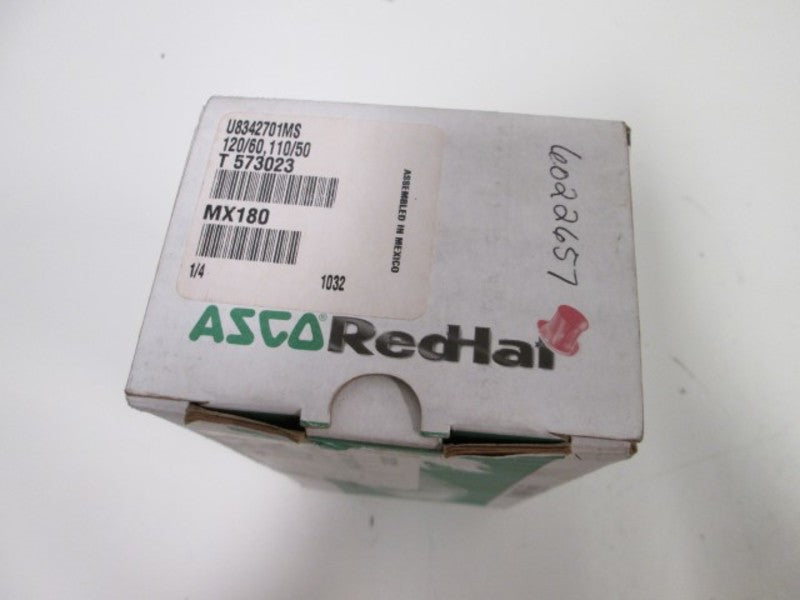 U8342701MS
120/60,110/50
T 573023
MX180
1/4 1032
ASSEMBLED IN MEXICO
6022657
ASCO® RedHat